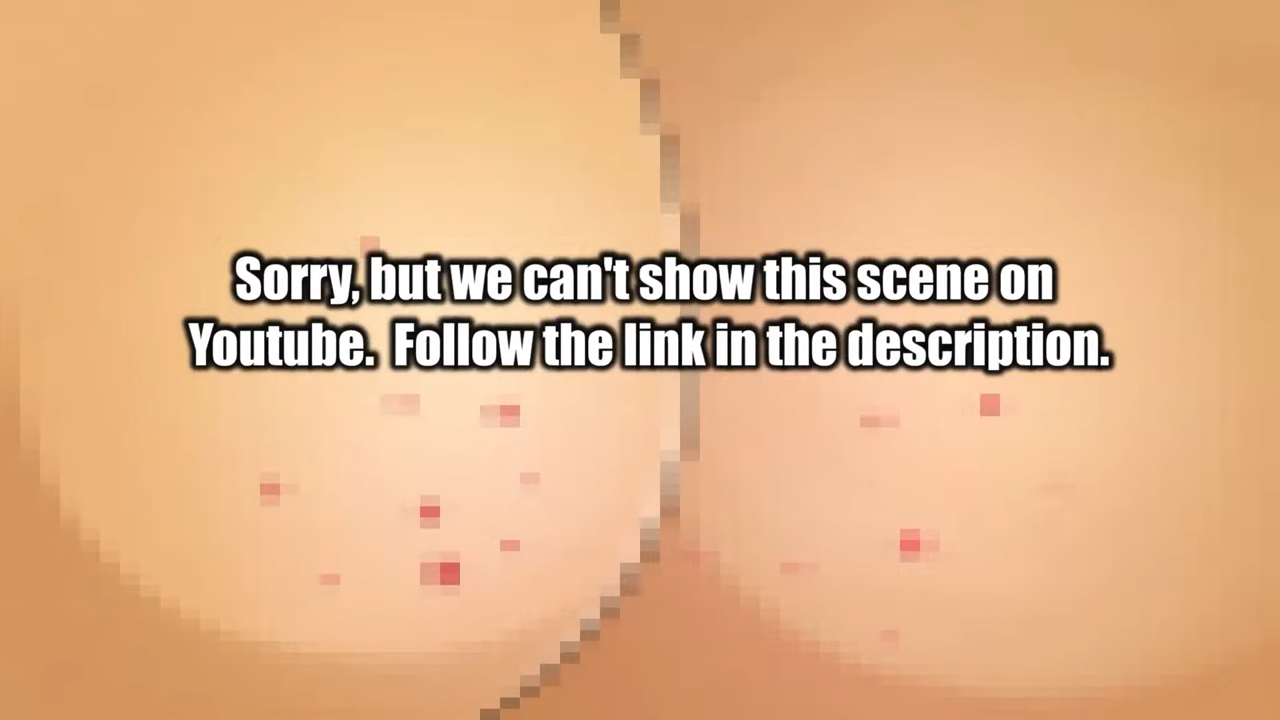 Sorry, but we can't show this scene on
Youtube.  Follow the link in the description.